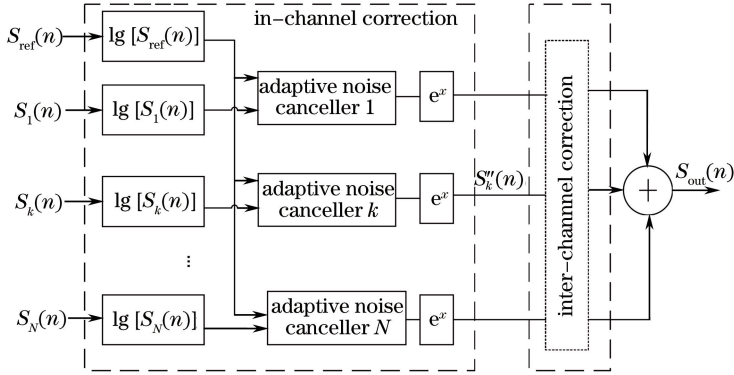 in-channel correction
S_ref(n)
lg [S_ref(n)]
S_1(n)
lg [S_1(n)]
adaptive noise
canceller 1
e^x
S_k(n)
lg [S_k(n)]
adaptive noise
canceller k
e^x
S''_k(n)
...
S_N(n)
lg [S_N(n)]
adaptive noise
canceller N
e^x
inter-channnel correction
+
S_out(n)